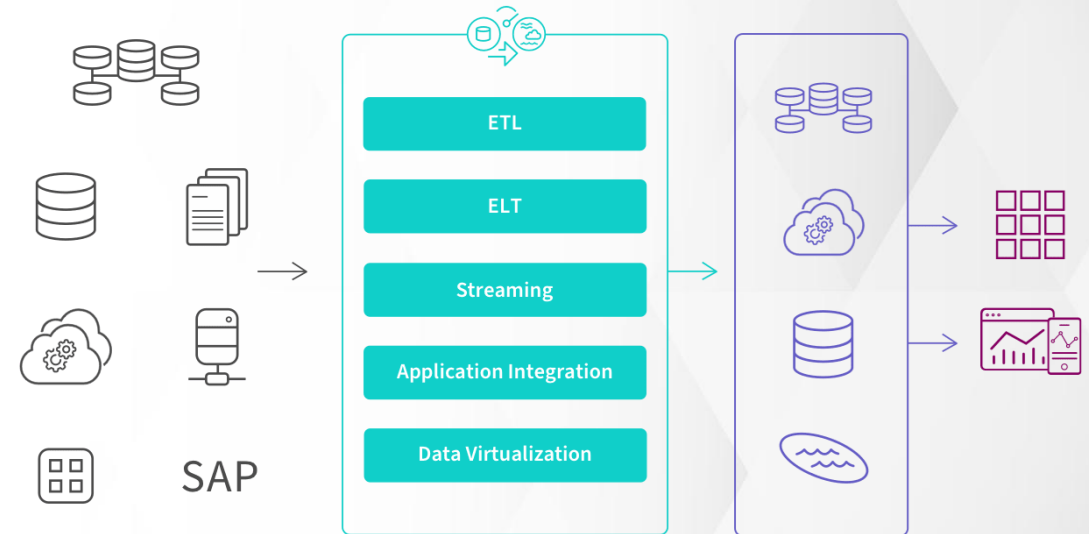 ETL
ELT
Streaming
Application Integration
Data Virtualization
SAP